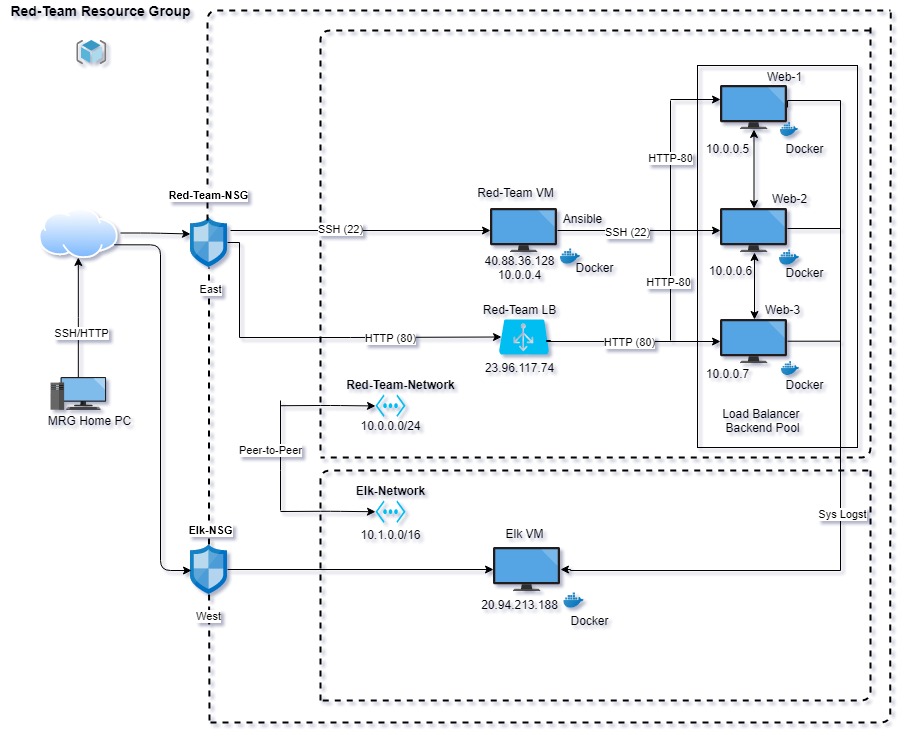 Red-Team Resource Group
Web-1
10.0.0.5
Docker
HTTP-80
Red-Team-NSG
Red-Team VM
Web-2
SSH (22)
Ansible
SSH (22)
40.88.36.128
10.0.0.4
Docker
10.0.0.6
Docker
East
HTTP-80
Red-Team LB
Web-3
SSH/HTTP
HTTP (80)
HTTP (80)
23.96.117.74
10.0.0.7
Docker
MRG Home PC
Red-Team-Network
10.0.0.0/24
Load Balancer
Backend Pool
Peer-to-Peer
Elk-Network
10.1.0.0/16
Sys Logst
Elk-NSG
Elk VM
20.94.213.188
Docker
West